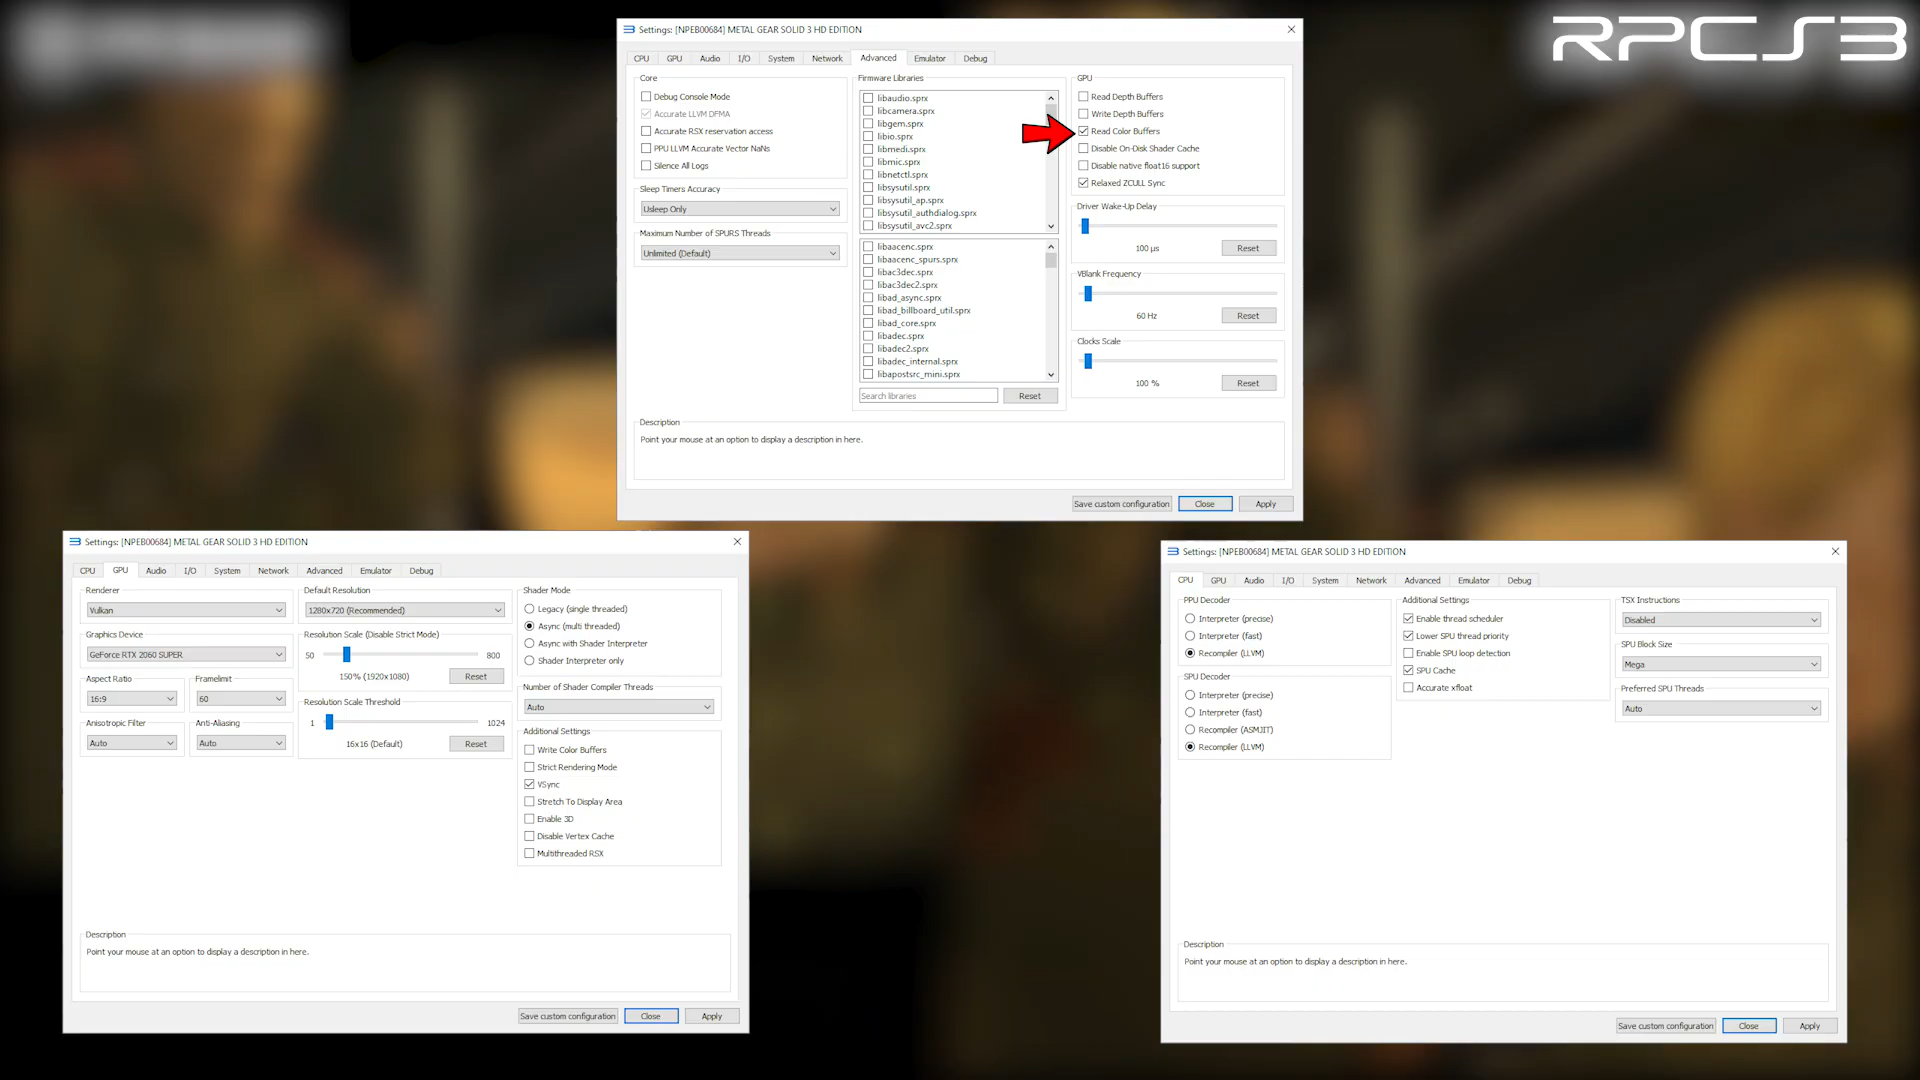 RPCS3
Settings: [NPEB00684] METAL GEAR SOLID 3 HD EDITION
CPU GPU Audio I/O System Network Advanced Emulator Debug
Core
Debug Console Mode
Accurate LLVM DFMA
Accurate RSX reservation access
PPU LLVM Accurate Vector NaNs
Silence All Logs
Sleep Timers Accuracy
Usleep Only
Maximum Number of SPURS Threads
Unlimited (Default)
Firmware Libraries
libaudio.sprx
libcamera.sprx
libgem.sprx
libio.sprx
libmedi.sprx
libmic.sprx
libnetctl.sprx
libsysutil.sprx
libsysutil_ap.sprx
libsysutil_authdialog.sprx
libsysutil_avc2.sprx
libaacenc.sprx
libaacenc_spurs.sprx
libac3dec.sprx
libac3dec2.sprx
libad_async.sprx
libad_billboard_util.sprx
libad_core.sprx
libadec.sprx
libadec2.sprx
libadec_internal.sprx
libapostsrc_mini.sprx
Search libraries
Reset
GPU
Read Depth Buffers
Write Depth Buffers
Read Color Buffers
Disable On-Disk Shader Cache
Disable native float16 support
Relaxed ZCULL Sync
Driver Wake-Up Delay
100 µs
Reset
VBlank Frequency
60 Hz
Reset
Clocks Scale
100 %
Reset
Description
Point your mouse at an option to display a description in here.
Save custom configuration
Close
Apply
Settings: [NPEB00684] METAL GEAR SOLID 3 HD EDITION
CPU GPU Audio I/O System Network Advanced Emulator Debug
Renderer
Vulkan
Graphics Device
GeForce RTX 2060 SUPER
Aspect Ratio
16:9
Framelimit
60
Anisotropic Filter
Auto
Anti-Aliasing
Auto
Default Resolution
1280x720 (Recommended)
Resolution Scale (Disable Strict Mode)
50
800
150% (1920x1080)
Reset
Resolution Scale Threshold
1
1024
16x16 (Default)
Reset
Shader Mode
Legacy (single threaded)
Async (multi threaded)
Async with Shader Interpreter
Shader Interpreter only
Number of Shader Compiler Threads
Auto
Additional Settings
Write Color Buffers
Strict Rendering Mode
VSync
Stretch To Display Area
Enable 3D
Disable Vertex Cache
Multithreaded RSX
Description
Point your mouse at an option to display a description in here.
Save custom configuration
Close
Apply
Settings: [NPEB00684] METAL GEAR SOLID 3 HD EDITION
CPU GPU Audio I/O System Network Advanced Emulator Debug
PPU Decoder
Interpreter (precise)
Interpreter (fast)
Recompiler (LLVM)
SPU Decoder
Interpreter (precise)
Interpreter (fast)
Recompiler (ASMJIT)
Recompiler (LLVM)
Additional Settings
Enable thread scheduler
Lower SPU thread priority
Enable SPU loop detection
SPU Cache
Accurate xfloat
TSX Instructions
Disabled
SPU Block Size
Mega
Preferred SPU Threads
Auto
Description
Point your mouse at an option to display a description in here.
Save custom configuration
Close
Apply